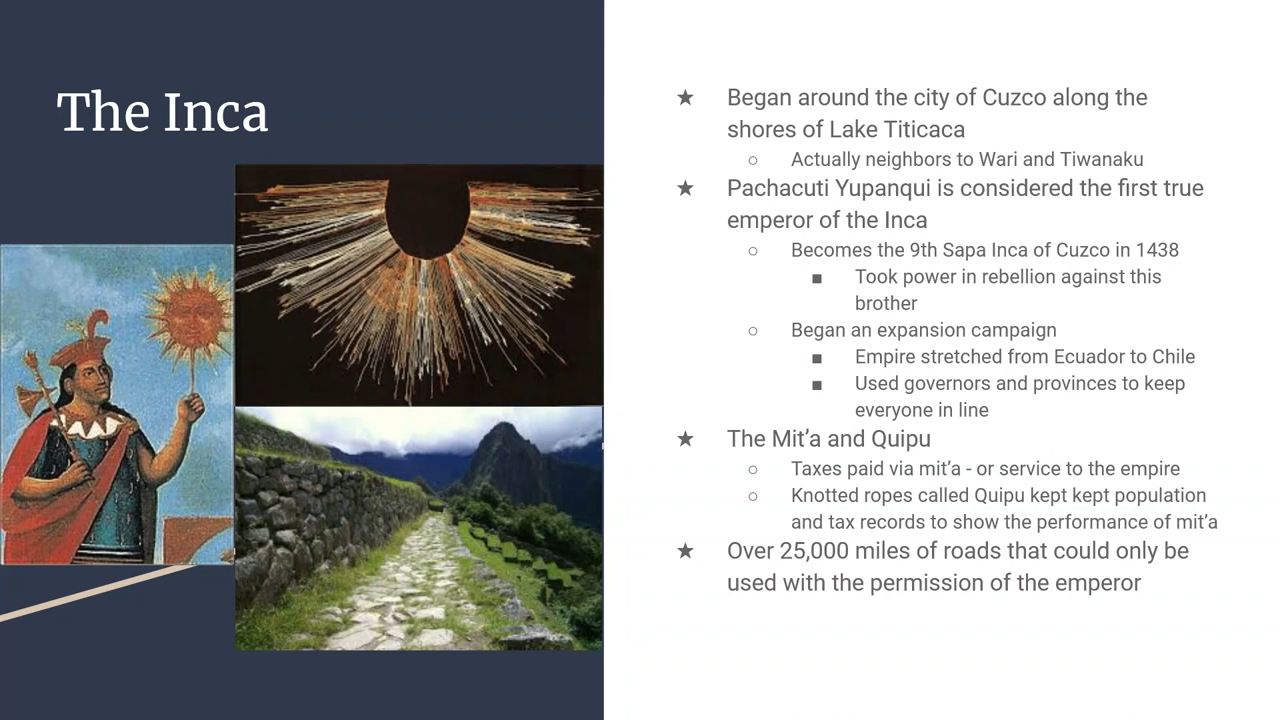 The Inca
★ Began around the city of Cuzco along the
shores of Lake Titicaca
○ Actually neighbors to Wari and Tiwanaku
★ Pachacuti Yupanqui is considered the first true
emperor of the Inca
○ Becomes the 9th Sapa Inca of Cuzco in 1438
■ Took power in rebellion against this
brother
○ Began an expansion campaign
■ Empire stretched from Ecuador to Chile
■ Used governors and provinces to keep
everyone in line
★ The Mit’a and Quipu
○ Taxes paid via mit’a - or service to the empire
○ Knotted ropes called Quipu kept kept population
and tax records to show the performance of mit’a
★ Over 25,000 miles of roads that could only be
used with the permission of the emperor